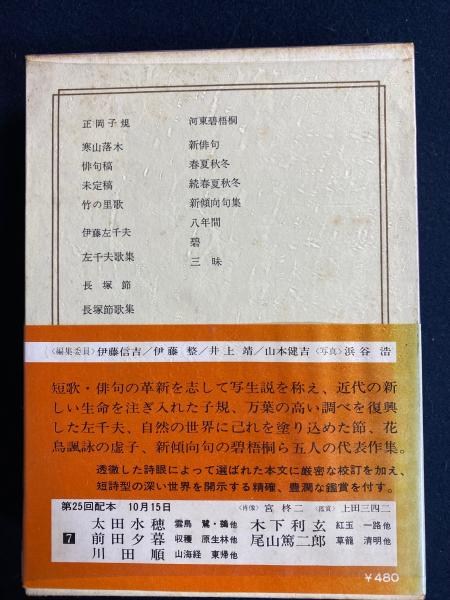 正岡子規
寒山落木
俳句稿
未定稿
竹の里歌
伊藤左千夫
左千夫歌集
長塚節
長塚節歌集
河東碧梧桐
新俳句
春夏秋冬
続春夏秋冬
新傾向句集
八年間
碧
三昧
〈編集委員〉伊藤信吉／伊藤整／井上靖／山本健吉〈写真〉浜谷浩
短歌・俳句の革新を志して写生説を称え、近代の新
しい生命を注ぎ入れた子規、万葉の高い調べを復興
した左千夫、自然の世界に己れを塗り込めた節、花
鳥諷詠の虚子、新傾向句の碧梧桐ら五人の代表作集。
透徹した詩眼によって選ばれた本文に厳密な校訂を加え、
短詩型の深い世界を開示する精確、豊潤な鑑賞を付す。
第25回配本 10月15日 〈肖像〉宮柊二 〈鑑賞〉上田三四二
7
太田水穂 雲鳥 鷺・鵜他 木下利玄 紅玉 一路他
前田夕暮 収穫 原生林他 尾山篤二郎 草籠 清明他
川田順 山海経 東帰他
￥480